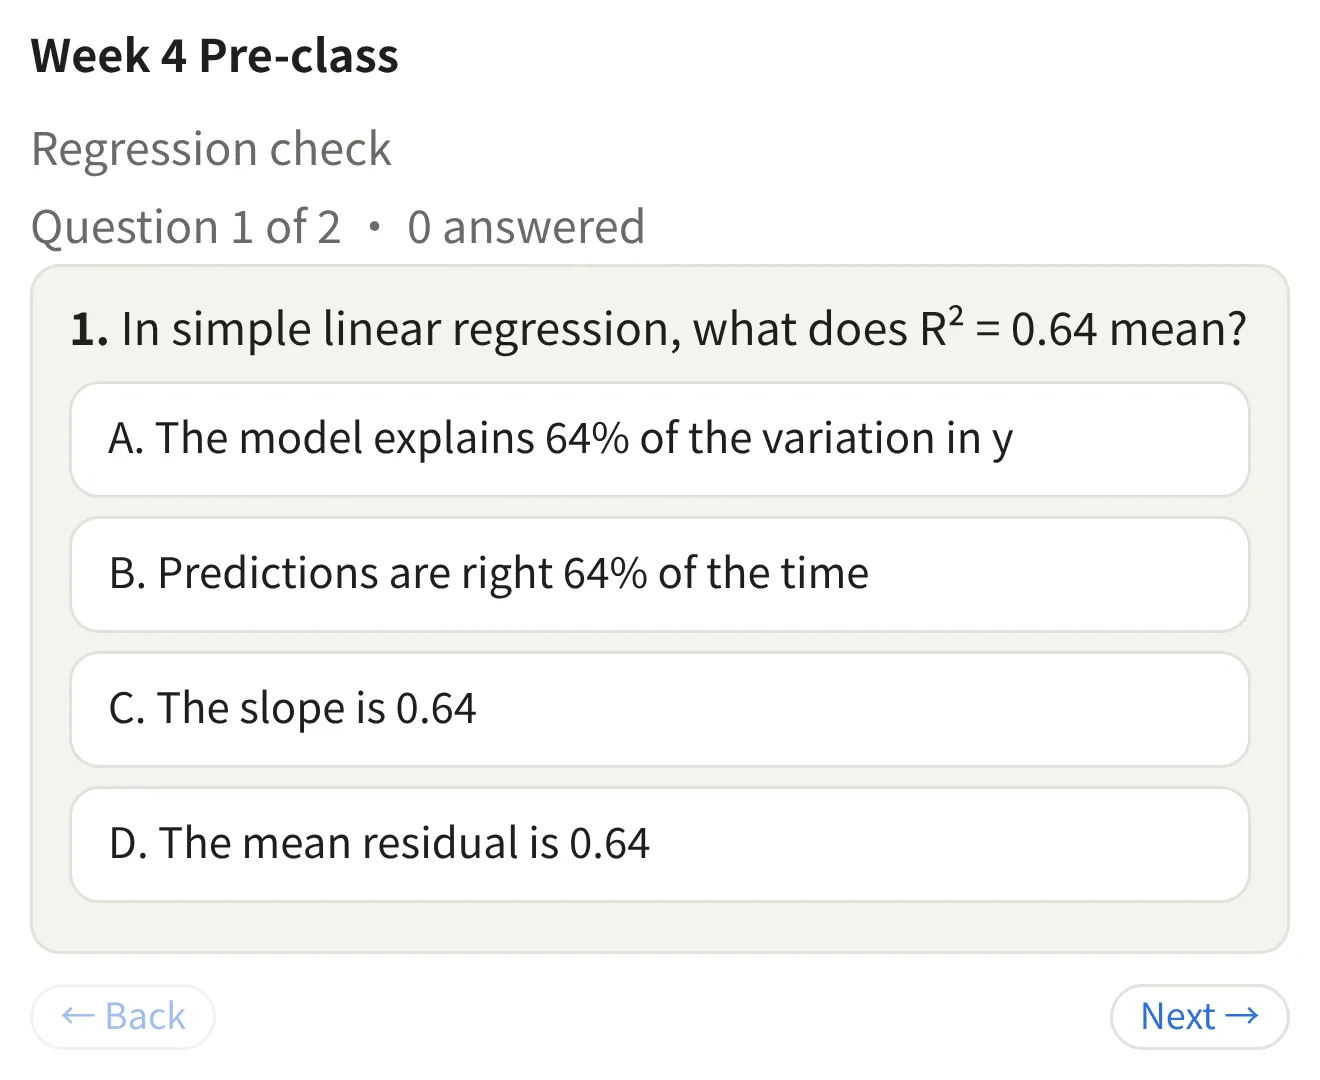 Week 4 Pre-class
Regression check
Question 1 of 2 • 0 answered
1. In simple linear regression, what does R² = 0.64 mean?
A. The model explains 64% of the variation in y
B. Predictions are right 64% of the time
C. The slope is 0.64
D. The mean residual is 0.64
← Back
Next →